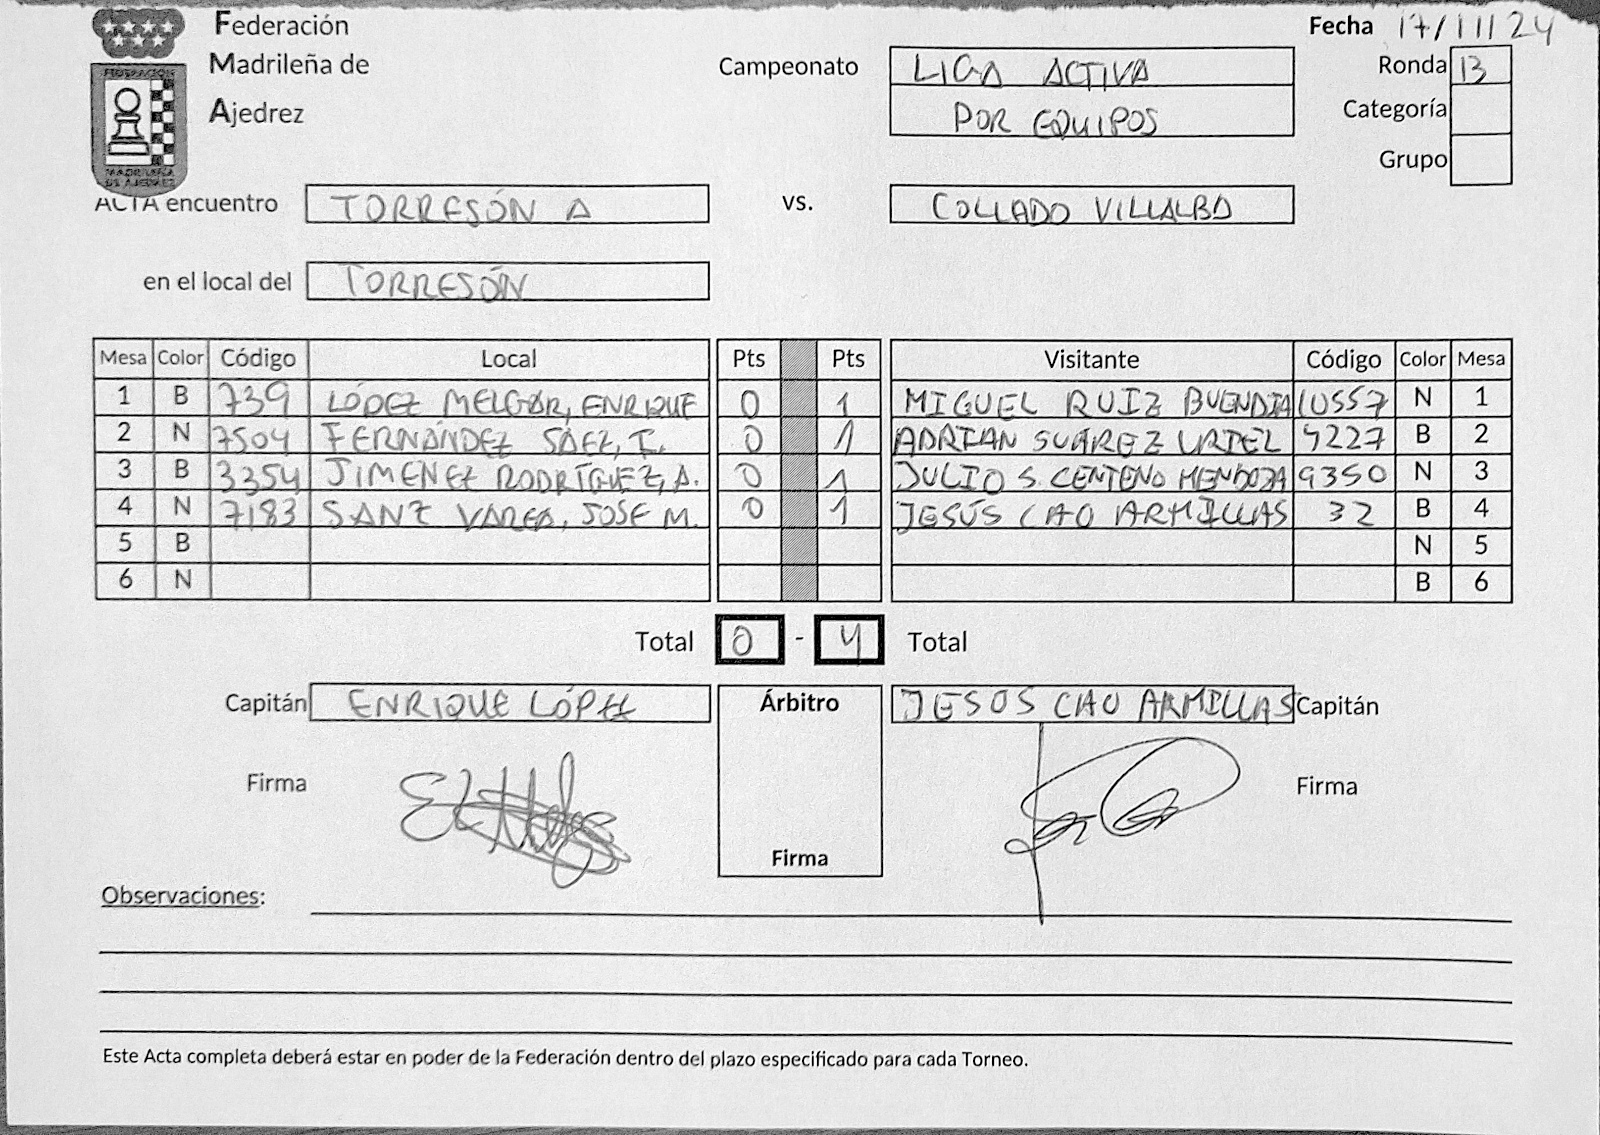 Federación Fecha 17/11/24
Madrileña de Campeonato LIGA ACTIVA Ronda 13
Ajedrez POR EQUIPOS Categoría
Grupo
FEDERACIÓN
MADRILEÑA
DE AJEDREZ
ACTA encuentro TORRESÓN A vs. COLLADO VILLALBA
en el local del TORRESÓN
Mesa Color Código Local Pts Pts Visitante Código Color Mesa
1 B 739 LÓPEZ MELGAR, ENRIQUE 0 1 MIGUEL RUIZ BUENDIA 10557 N 1
2 N 7504 FERNÁNDEZ SÁEZ, I. 0 1 ADRIAN SUÁREZ URIEL 9227 B 2
3 B 3354 JIMENEZ RODRÍGUEZ, A. 0 1 JULIO S. CENTENO MENDOZA 9350 N 3
4 N 7183 SANZ VAREA, JOSE M. 0 1 JESÚS CAO ARMILLAS 32 B 4
5 B N 5
6 N B 6
Total 0 - 4 Total
Capitán ENRIQUE LÓPEZ Árbitro JESOS CAO ARMILLAS Capitán
Firma Firma
Firma
Observaciones:
Este Acta completa deberá estar en poder de la Federación dentro del plazo especificado para cada Torneo.